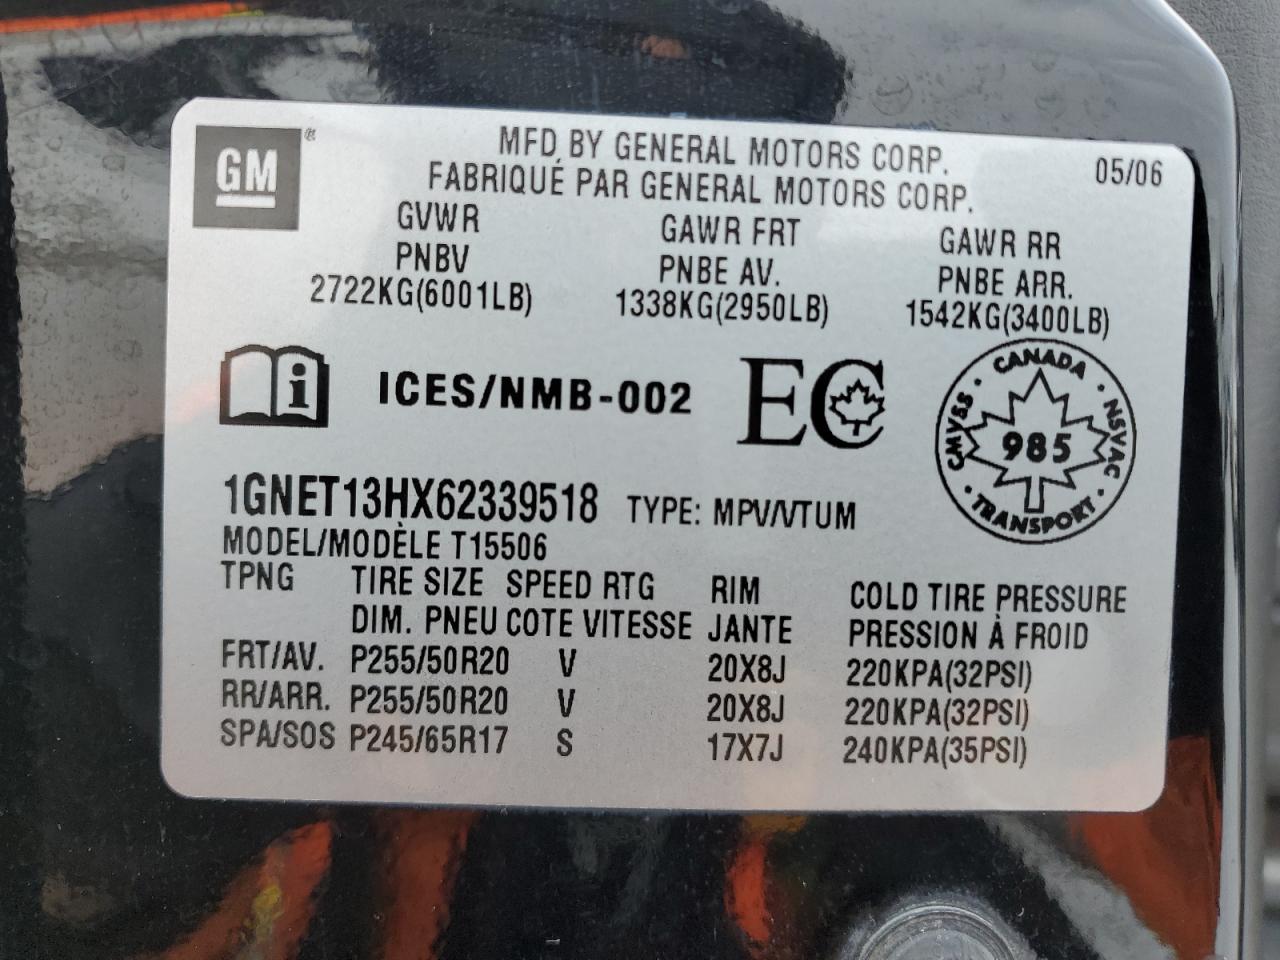 GM®
MFD BY GENERAL MOTORS CORP.
FABRIQUÉ PAR GENERAL MOTORS CORP.
05/06
GVWR GAWR FRT GAWR RR
PNBV PNBE AV. PNBE ARR.
2722KG(6001LB) 1338KG(2950LB) 1542KG(3400LB)
i ICES/NMB-002 EC
CANADA
CMVSS 985 NSVAC
TRANSPORT
1GNET13HX62339518 TYPE: MPV/VTUM
MODEL/MODÈLE T15506
TPNG TIRE SIZE SPEED RTG RIM COLD TIRE PRESSURE
DIM. PNEU COTE VITESSE JANTE PRESSION À FROID
FRT/AV. P255/50R20 V 20X8J 220KPA(32PSI)
RR/ARR. P255/50R20 V 20X8J 220KPA(32PSI)
SPA/SOS P245/65R17 S 17X7J 240KPA(35PSI)